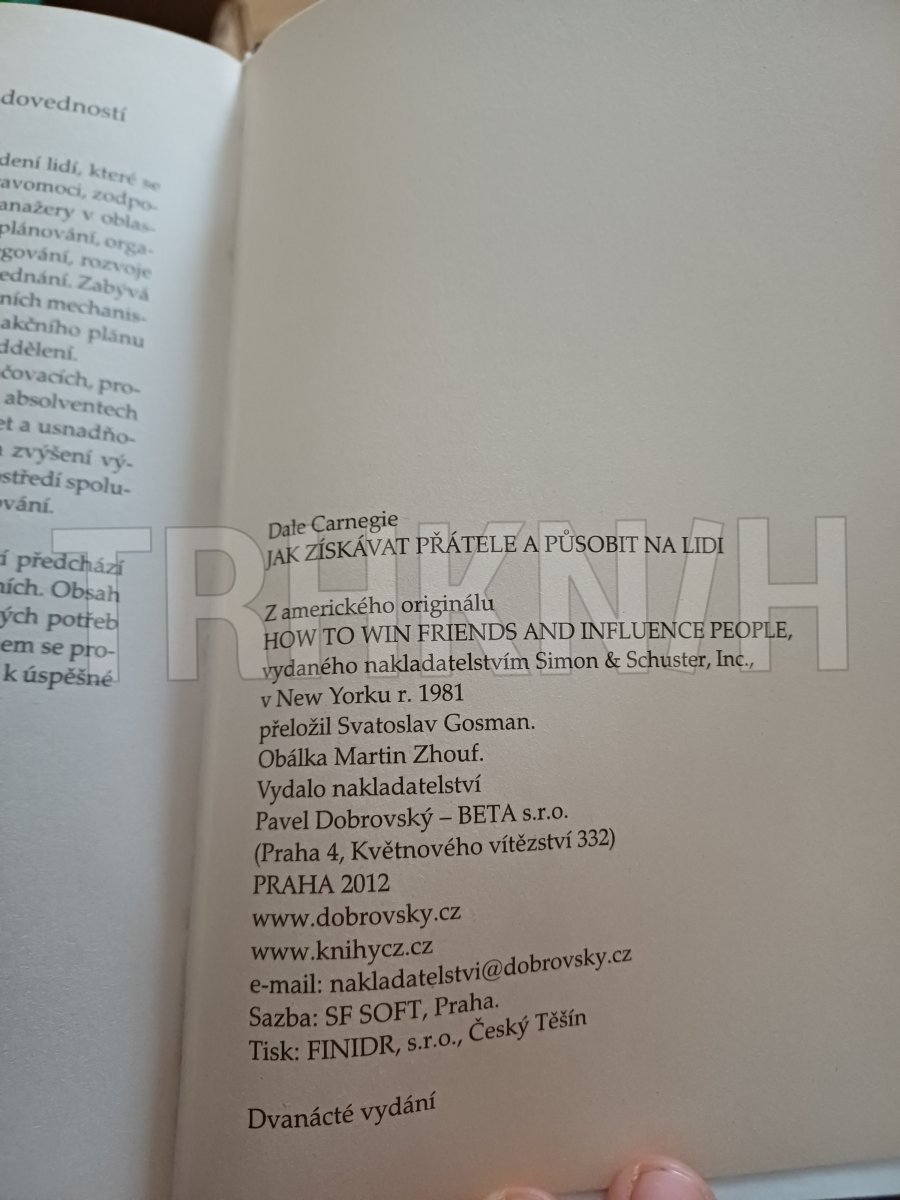 dovedností
dení lidí, které se
avomoci, zodpo-
anažery v oblas-
plánování, orga-
gování, rozvoje
ednání. Zabývá
ních mechanis-
akčního plánu
ddělení.
čovacích, pro-
absolventech
et a usnadňo-
zvýšení vý-
středí spolu-
vání.
í předchází
ních. Obsah
ých potřeb
em se pro-
k úspěšné
Dale Carnegie
JAK ZÍSKÁVAT PŘÁTELE A PŮSOBIT NA LIDI
Z amerického originálu
HOW TO WIN FRIENDS AND INFLUENCE PEOPLE,
vydaného nakladatelstvím Simon & Schuster, Inc.,
v New Yorku r. 1981
přeložil Svatoslav Gosman.
Obálka Martin Zhouf.
Vydalo nakladatelství
Pavel Dobrovský – BETA s.r.o.
(Praha 4, Květnového vítězství 332)
PRAHA 2012
www.dobrovsky.cz
www.knihycz.cz
e-mail: nakladatelstvi@dobrovsky.cz
Sazba: SF SOFT, Praha.
Tisk: FINIDR, s.r.o., Český Těšín
Dvanácté vydání
TRHKNIH